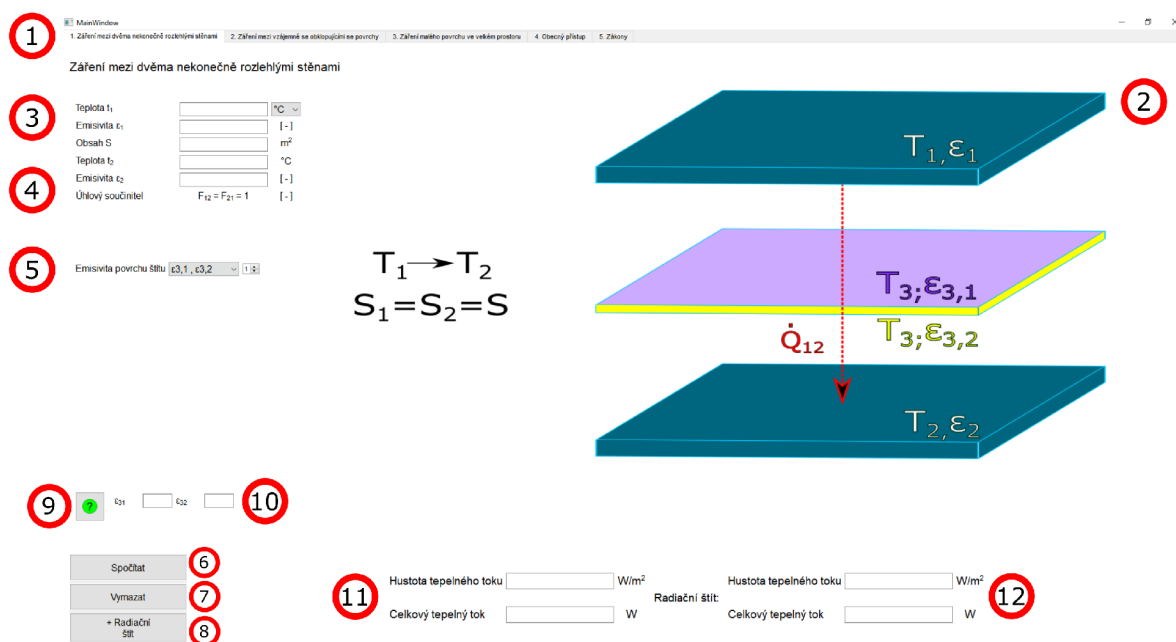 MainWindow
1
1. Záření mezi dvěma nekonečně rozlehlými stěnami 2. Záření mezi vzájemně se obklopujícími se povrchy 3. Záření malého povrchu ve velkém prostoru 4. Obecný přístup 5. Zákony
Záření mezi dvěma nekonečně rozlehlými stěnami
2
3
Teplota t₁ °C
Emisivita ε₁ [ - ]
Obsah S m²
Teplota t₂ °C
4
Emisivita ε₂ [ - ]
Úhlový součinitel F₁₂ = F₂₁ = 1 [ - ]
T₁,ε₁
5
Emisivita povrchu štítu ε3,1 , ε3,2 1
T₁→T₂
S₁=S₂=S
T₃;ε₃,₁
T₃;ε₃,₂
Q̇₁₂
T₂,ε₂
9 ? ε₃₁ ε₃₂ 10
Spočítat 6
Vymazat 7
+ Radiační
štít 8
11
Hustota tepelného toku W/m²
Celkový tepelný tok W
Radiační štít:
Hustota tepelného toku W/m²
Celkový tepelný tok W
12